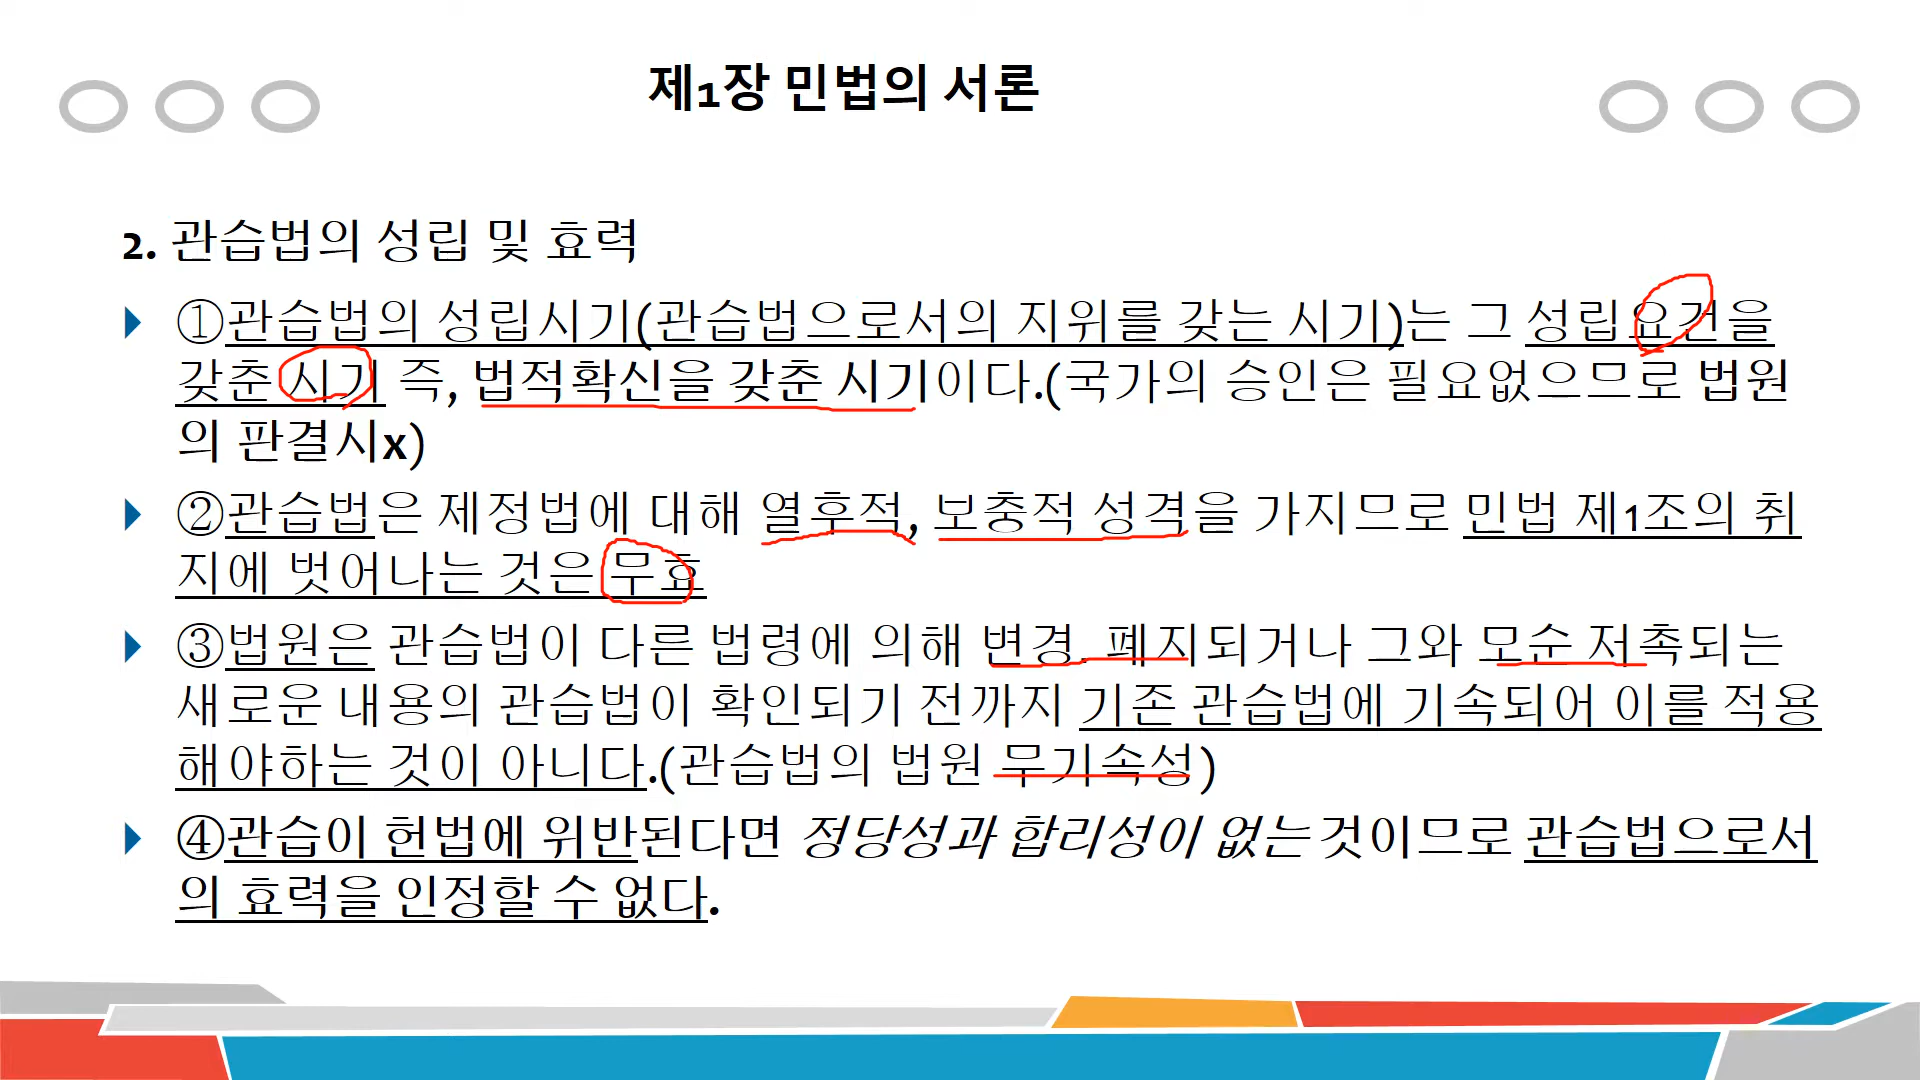 제1장 민법의 서론
2. 관습법의 성립 및 효력
①관습법의 성립시기(관습법으로서의 지위를 갖는 시기)는 그 성립요건을
갖춘 시기 즉, 법적확신을 갖춘 시기이다.(국가의 승인은 필요없으므로 법원
의 판결시x)
②관습법은 제정법에 대해 열후적, 보충적 성격을 가지므로 민법 제1조의 취
지에 벗어나는 것은 무효
③법원은 관습법이 다른 법령에 의해 변경. 폐지되거나 그와 모순 저촉되는
새로운 내용의 관습법이 확인되기 전까지 기존 관습법에 기속되어 이를 적용
해야하는 것이 아니다.(관습법의 법원 무기속성)
④관습이 헌법에 위반된다면 정당성과 합리성이 없는 것이므로 관습법으로서
의 효력을 인정할 수 없다.